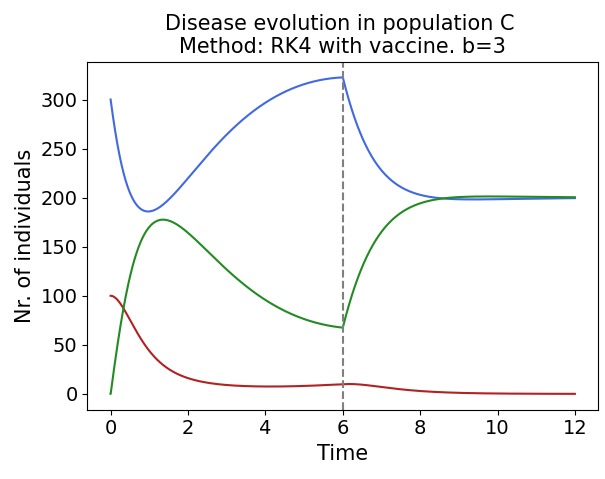 Disease evolution in population C
Method: RK4 with vaccine. b=3
Nr. of individuals
300
250
200
150
100
50
0
0 2 4 6 8 10 12
Time